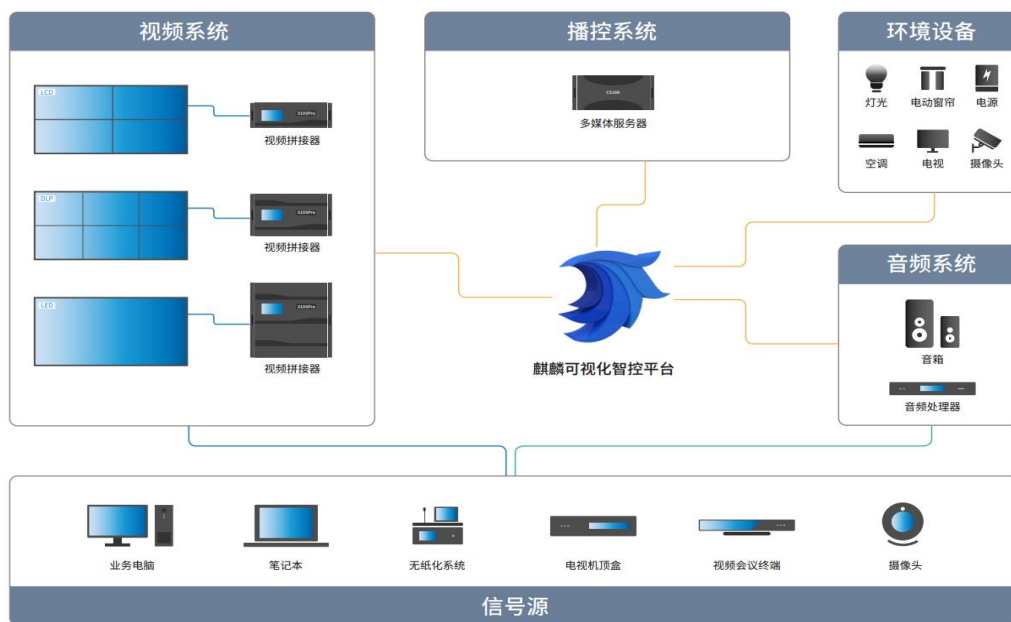 视频系统
播控系统
环境设备
LCD
视频拼接器
DLP
视频拼接器
LED
视频拼接器
多媒体服务器
灯光 电动窗帘 电源
空调 电视 摄像头
麒麟可视化智控平台
音频系统
音箱
音频处理器
业务电脑 笔记本 无纸化系统 电视机顶盒 视频会议终端 摄像头
信号源